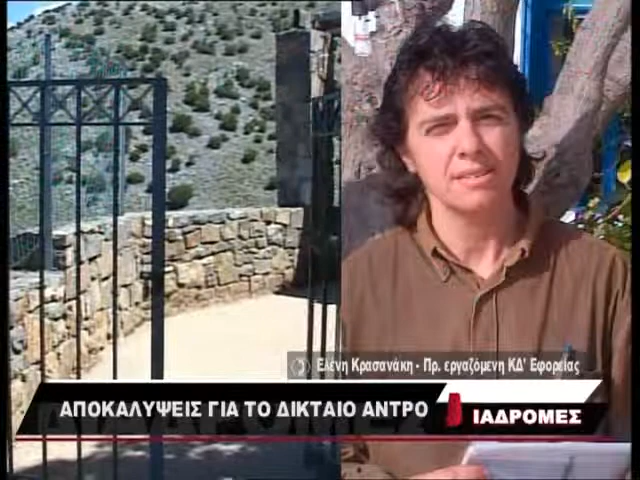 Ελένη Κρασανάκη - Πρ. εργαζόμενη ΚΔ' Εφορείας
ΑΠΟΚΑΛΥΨΕΙΣ ΓΙΑ ΤΟ ΔΙΚΤΑΙΟ ΑΝΤΡΟ
ΙΑΔΡΟΜΕΣ